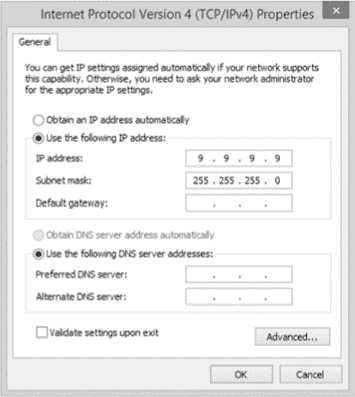 Internet Protocol Version 4 (TCP/IPv4) Properties
General
You can get IP settings assigned automatically if your network supports
this capability. Otherwise, you need to ask your network administrator
for the appropriate IP settings.
Obtain an IP address automatically
Use the following IP address:
IP address: 9 . 9 . 9 . 9
Subnet mask: 255 . 255 . 255 . 0
Default gateway: . . .
Obtain DNS server address automatically
Use the following DNS server addresses:
Preferred DNS server: . . .
Alternate DNS server: . . .
Validate settings upon exit
Advanced...
OK Cancel